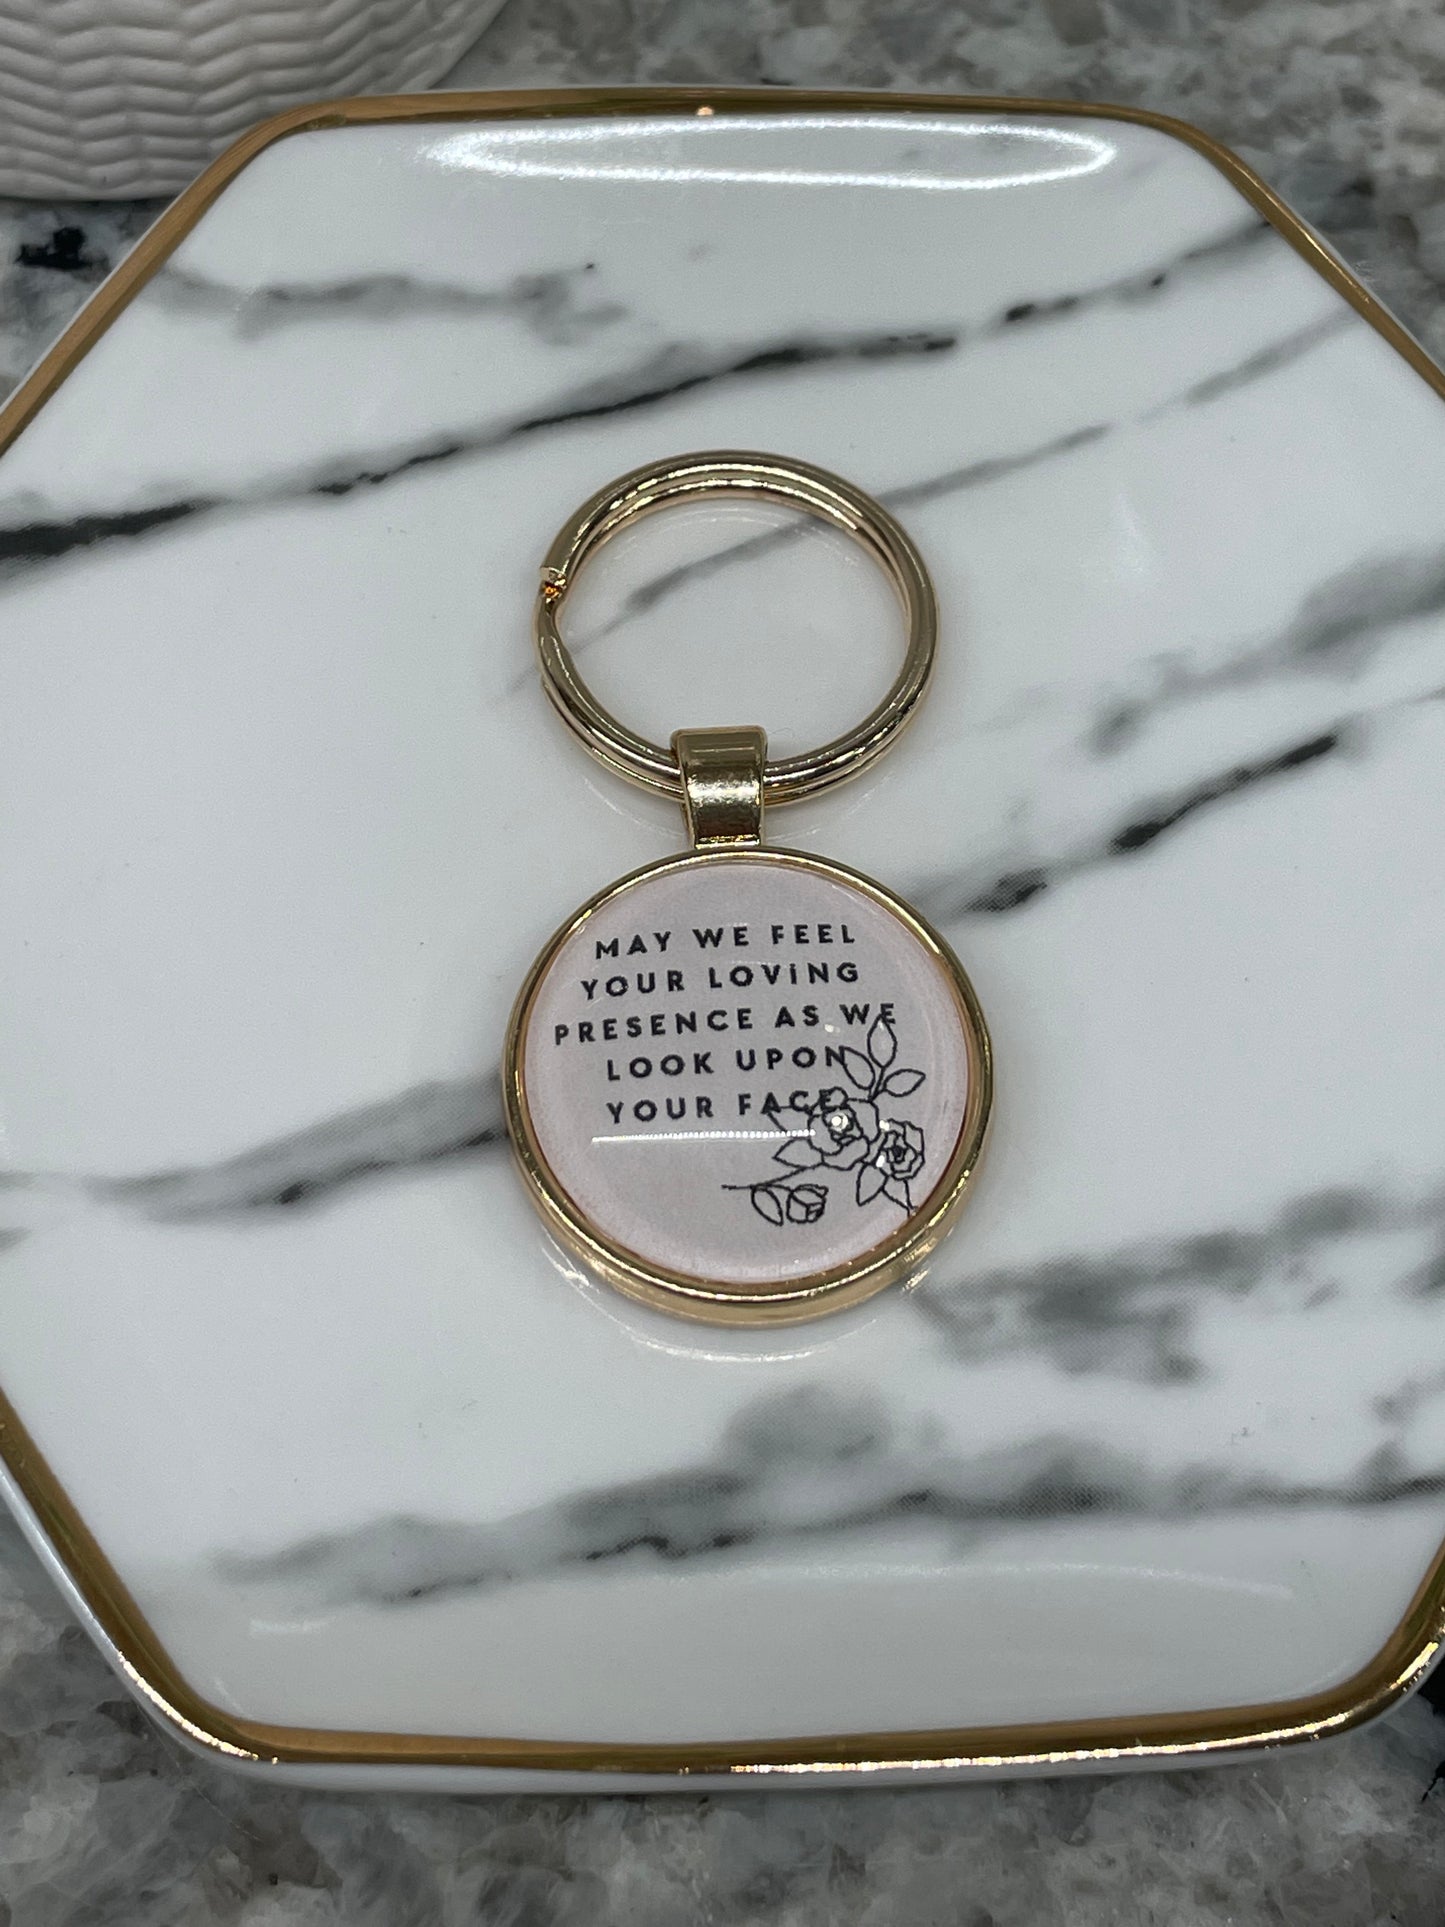 MAY WE FEEL
YOUR LOViNG
PRESENCE AS WE
LOOK UPON
YOUR FACE